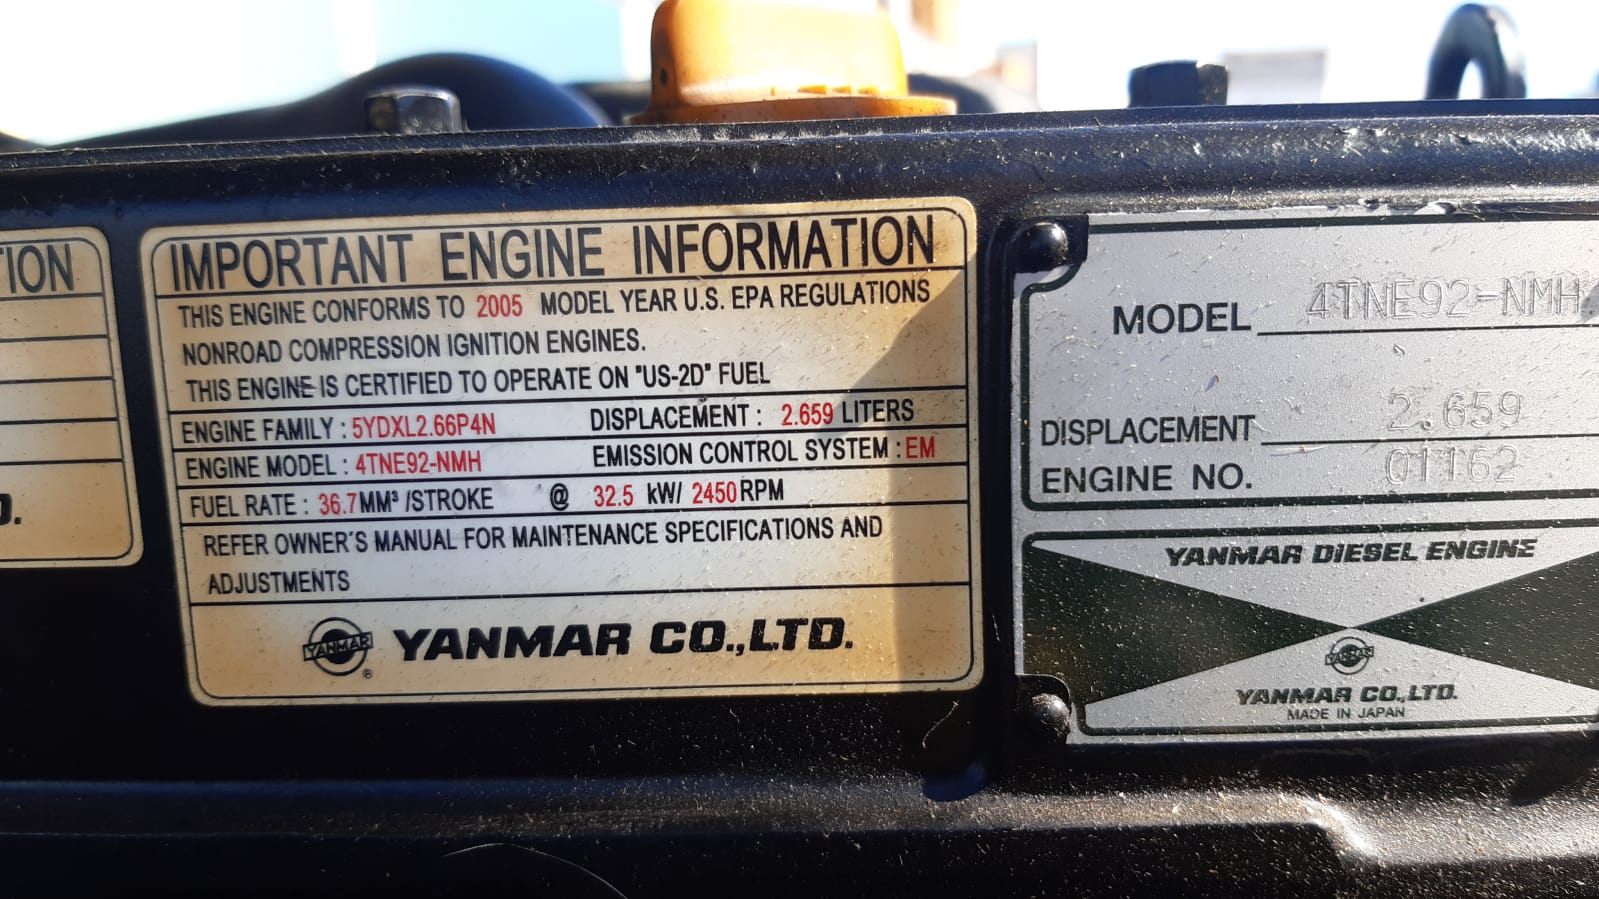 TION
D.
IMPORTANT ENGINE INFORMATION
THIS ENGINE CONFORMS TO 2005 MODEL YEAR U.S. EPA REGULATIONS
NONROAD COMPRESSION IGNITION ENGINES.
THIS ENGINE IS CERTIFIED TO OPERATE ON "US-2D" FUEL
ENGINE FAMILY : 5YDXL2.66P4N DISPLACEMENT : 2.659 LITERS
ENGINE MODEL : 4TNE92-NMH EMISSION CONTROL SYSTEM : EM
FUEL RATE : 36.7 MM³ /STROKE @ 32.5 kW/ 2450 RPM
REFER OWNER'S MANUAL FOR MAINTENANCE SPECIFICATIONS AND
ADJUSTMENTS
YANMAR ®
YANMAR CO.,LTD.
MODEL 4TNE92-NMH
DISPLACEMENT 2.659
ENGINE NO. 01162
YANMAR DIESEL ENGINE
YANMAR
YANMAR CO.,LTD.
MADE IN JAPAN